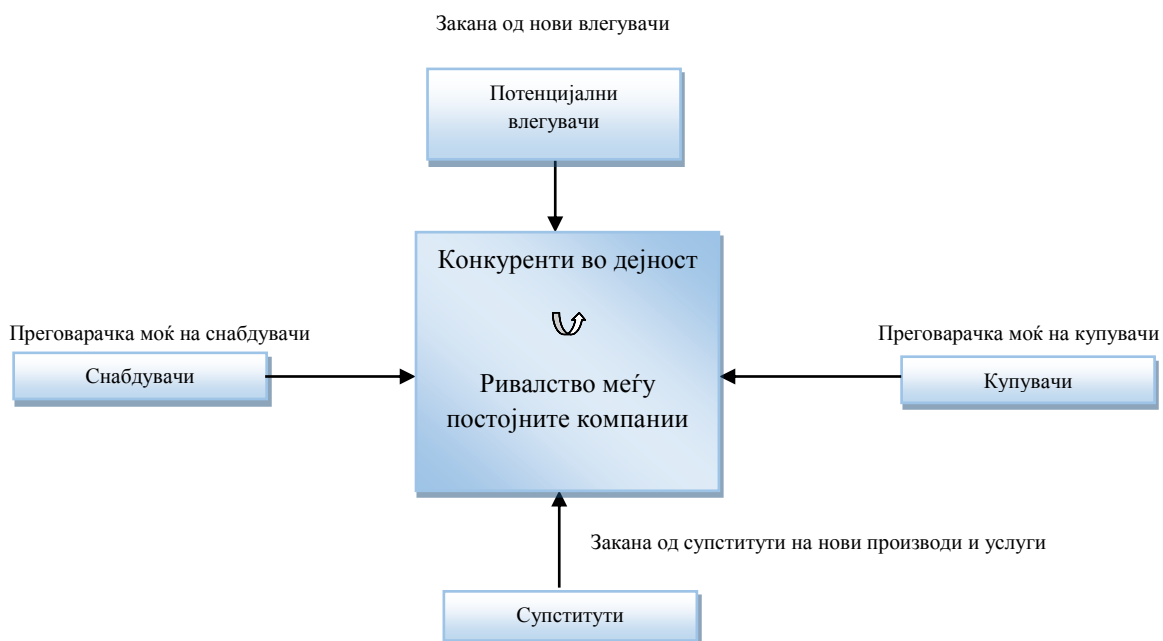 Закана од нови влегувачи
Потенцијални
влегувачи
Конкуренти во дејност
Преговарачка моќ на снабдувачи
Преговарачка моќ на купувачи
Снабдувачи
Ривалство меѓу
постојните компании
Купувачи
Закана од супститути на нови производи и услуги
Супститути